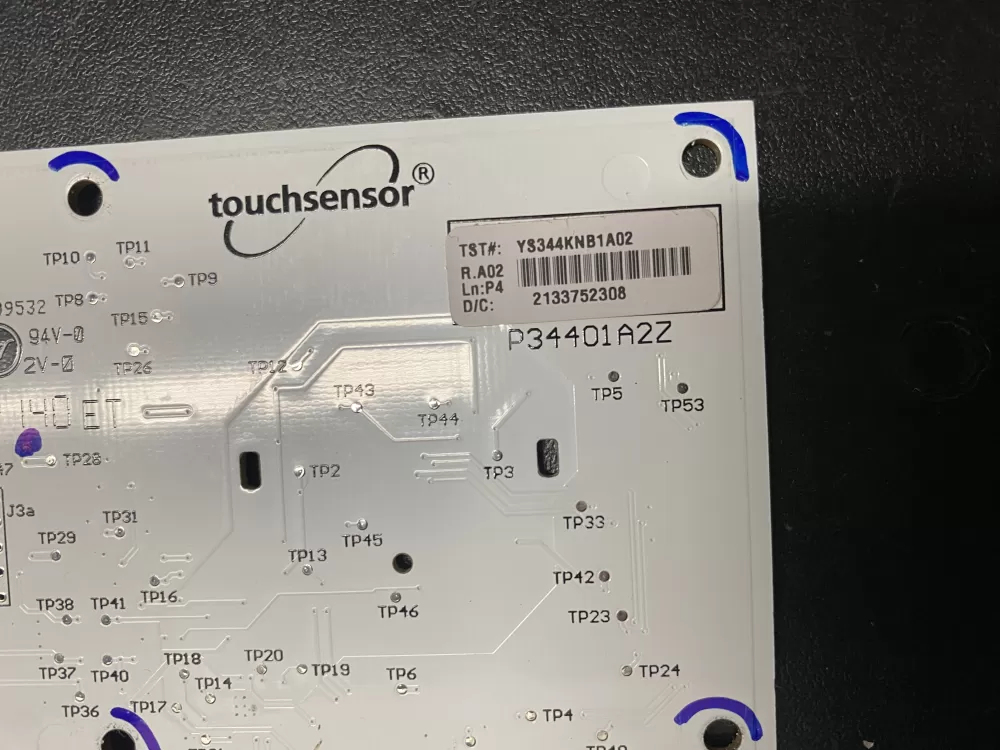 touchsensor®
TST#: YS344KNB1A02
R.A02
Ln:P4
D/C: 2133752308
P34401A2Z
TP10
TP11
TP9
TP8
TP15
94V-0
2V-0
TP26
TP12
TP43
TP44
TP5
TP53
140 ET
TP28
TP2
TP3
J3a
TP31
TP29
TP45
TP33
TP13
TP42
TP16
TP46
TP38
TP41
TP23
TP18
TP20
TP19
TP6
TP24
TP37
TP40
TP14
TP36
TP17
TP4